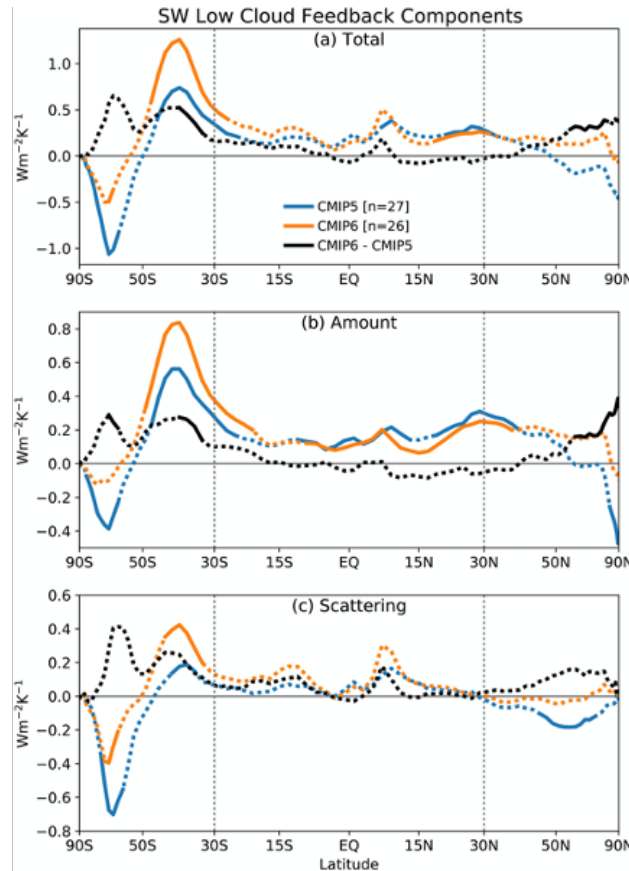 SW Low Cloud Feedback Components
(a) Total
Wm⁻²K⁻¹
1.0
0.5
0.0
−0.5
−1.0
CMIP5 [n=27]
CMIP6 [n=26]
CMIP6 - CMIP5
90S 50S 30S 15S EQ 15N 30N 50N 90N
(b) Amount
Wm⁻²K⁻¹
0.8
0.6
0.4
0.2
0.0
−0.2
−0.4
90S 50S 30S 15S EQ 15N 30N 50N 90N
(c) Scattering
Wm⁻²K⁻¹
0.6
0.4
0.2
0.0
−0.2
−0.4
−0.6
−0.8
90S 50S 30S 15S EQ 15N 30N 50N 90N
Latitude